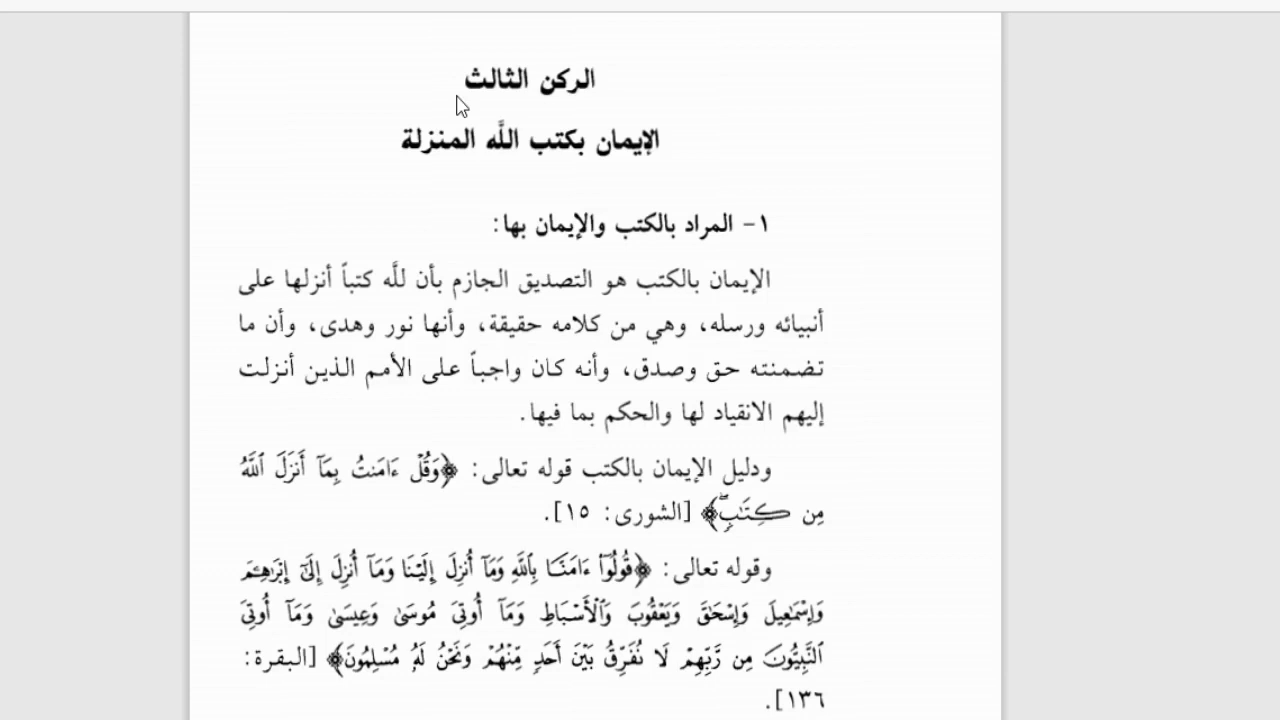 الركن الثالث
الإيمان بكتب اللَّه المنزلة
١- المراد بالكتب والإيمان بها:
الإيمان بالكتب هو التصديق الجازم بأن للَّه كتباً أنزلها على
أنبيائه ورسله، وهي من كلامه حقيقة، وأنها نور وهدى، وأن ما
تضمنته حق وصدق، وأنه كان واجباً على الأمم الذين أنزلت
إليهم الانقياد لها والحكم بما فيها.
ودليل الإيمان بالكتب قوله تعالى: ﴿وَقُلْ ءَامَنتُ بِمَآ أَنزَلَ ٱللَّهُ
مِن كِتَٰبٍۖ﴾ [الشورى: ١٥].
وقوله تعالى: ﴿قُولُوٓا۟ ءَامَنَّا بِٱللَّهِ وَمَآ أُنزِلَ إِلَيْنَا وَمَآ أُنزِلَ إِلَىٰٓ إِبْرَٰهِـۧمَ
وَإِسْمَٰعِيلَ وَإِسْحَٰقَ وَيَعْقُوبَ وَٱلْأَسْبَاطِ وَمَآ أُوتِىَ مُوسَىٰ وَعِيسَىٰ وَمَآ أُوتِىَ
ٱلنَّبِيُّونَ مِن رَّبِّهِمْ لَا نُفَرِّقُ بَيْنَ أَحَدٍ مِّنْهُمْ وَنَحْنُ لَهُۥ مُسْلِمُونَ﴾ [البقرة:
١٣٦].